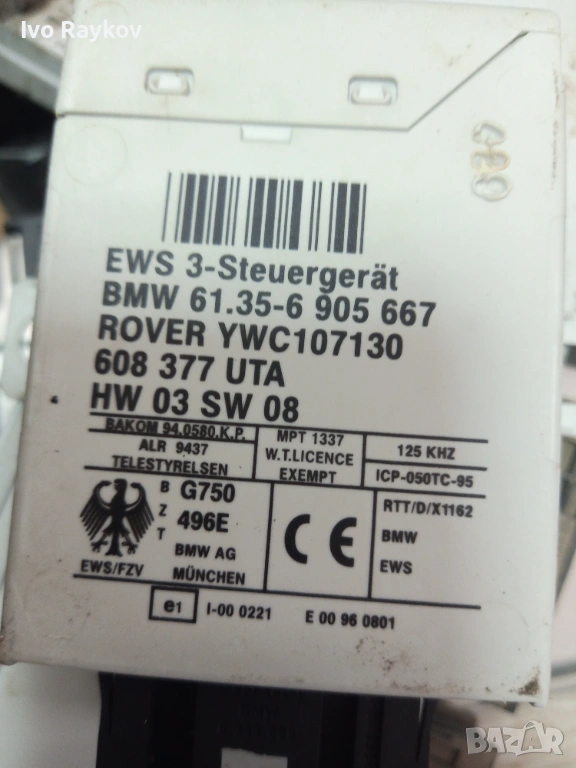 Ivo Raykov
489
EWS 3-Steuergerät
BMW 61.35-6 905 667
ROVER YWC107130
608 377 UTA
HW 03 SW 08
BAKOM 94.0580.K.P.
ALR 9437
TELESTYRELSEN
MPT 1337
W.T.LICENCE
EXEMPT
125 KHZ
ICP-050TC-95
B Z T
G750
496E
BMW AG
EWS/FZV MÜNCHEN
CE
RTT/D/X1162
BMW
EWS
e1 I-00 0221 E 00 96 0801
BAZAR